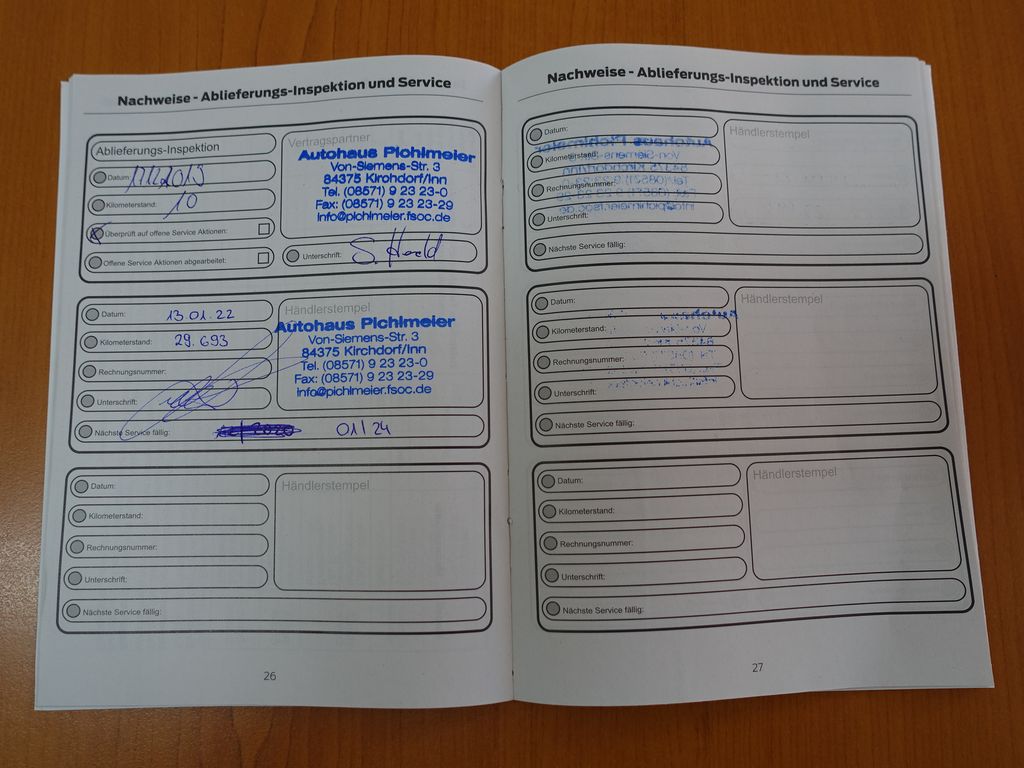 Nachweise - Ablieferungs-Inspektion und Service
Ablieferungs-Inspektion
Datum:
Kilometerstand: 10
Überprüft auf offene Service Aktionen:
Offene Service Aktionen abgearbeitet:
Vertragspartner
Autohaus Pichlmeier
Von-Siemens-Str. 3
84375 Kirchdorf/Inn
Tel. (08571) 9 23 23-0
Fax: (08571) 9 23 23-29
info@pichlmeier.fsoc.de
Unterschrift:
Datum: 13.01.22
Kilometerstand: 29.693
Rechnungsnummer:
Unterschrift:
Händlerstempel
Autohaus Pichlmeier
Von-Siemens-Str. 3
84375 Kirchdorf/Inn
Tel. (08571) 9 23 23-0
Fax: (08571) 9 23 23-29
info@pichlmeier.fsoc.de
Nächste Service fällig: 01/24
Datum:
Kilometerstand:
Rechnungsnummer:
Unterschrift:
Händlerstempel
Nächste Service fällig:
26
Nachweise - Ablieferungs-Inspektion und Service
Datum:
Kilometerstand:
Rechnungsnummer:
Unterschrift:
Händlerstempel
Nächste Service fällig:
Datum:
Kilometerstand:
Rechnungsnummer:
Unterschrift:
Händlerstempel
Nächste Service fällig:
Datum:
Kilometerstand:
Rechnungsnummer:
Unterschrift:
Händlerstempel
Nächste Service fällig:
27